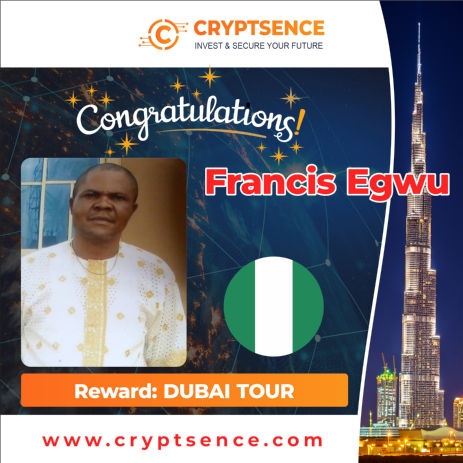 CRYPTSENCE
INVEST & SECURE YOUR FUTURE
Congratulations!
Francis Egwu
Reward: DUBAI TOUR
www.cryptsence.com